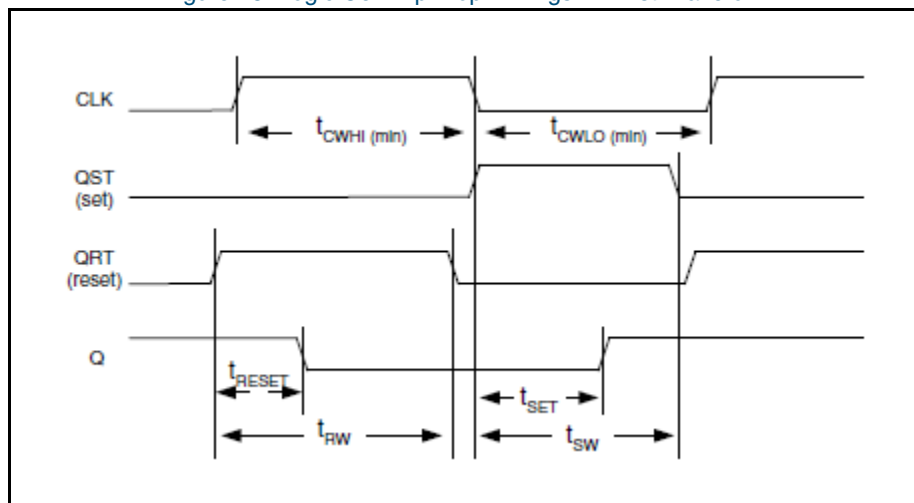 CLK
tCWHI (min)
tCWLO (min)
QST
(set)
QRT
(reset)
Q
tRESET
tSET
tRW
tSW